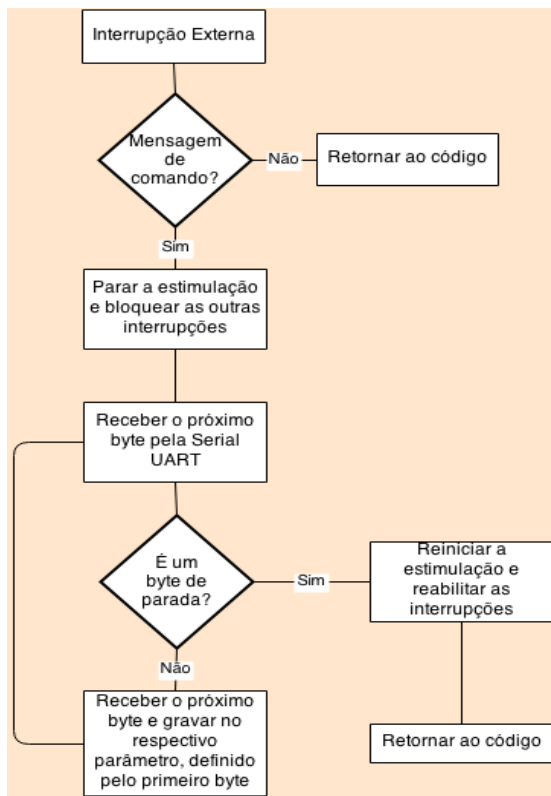 Interrupção Externa
Mensagem
de
comando?
Não
Retornar ao código
Sim
Parar a estimulação
e bloquear as outras
interrupções
Receber o próximo
byte pela Serial
UART
É um
byte de
parada?
Sim
Reiniciar a
estimulação e
reabilitar as
interrupções
Não
Receber o próximo
byte e gravar no
respectivo
parâmetro, definido
pelo primeiro byte
Retornar ao código